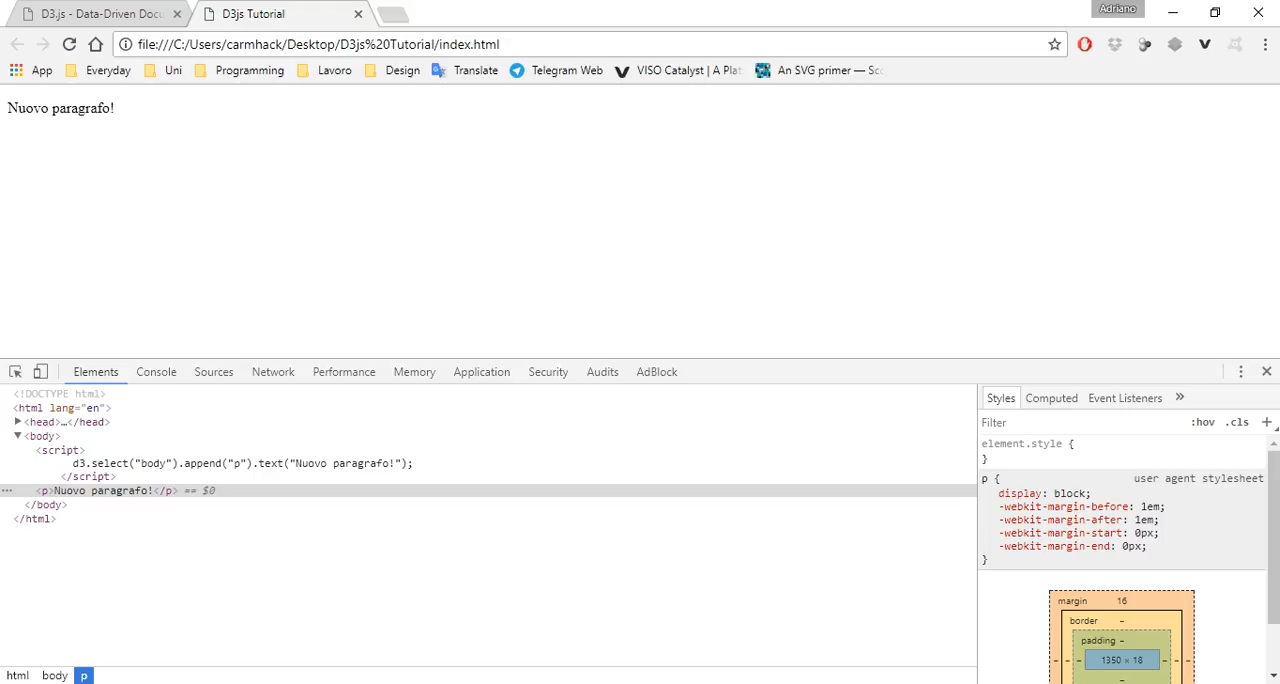 D3.js - Data-Driven Docu
D3js Tutorial
Adriano
file:///C:/Users/carmhack/Desktop/D3js%20Tutorial/index.html
App Everyday Uni Programming Lavoro Design Translate Telegram Web VISO Catalyst | A Plat An SVG primer — Sc
Nuovo paragrafo!
Elements Console Sources Network Performance Memory Application Security Audits AdBlock
<!DOCTYPE html>
<html lang="en">
<head>…</head>
<body>
<script>
d3.select("body").append("p").text("Nuovo paragrafo!");
</script>
<p>Nuovo paragrafo!</p> == $0
</body>
</html>
html body p
Styles Computed Event Listeners »
Filter :hov .cls +
element.style {
}
p { user agent stylesheet
display: block;
-webkit-margin-before: 1em;
-webkit-margin-after: 1em;
-webkit-margin-start: 0px;
-webkit-margin-end: 0px;
}
margin 16
border –
padding –
– – – 1350 × 18 – – –
–